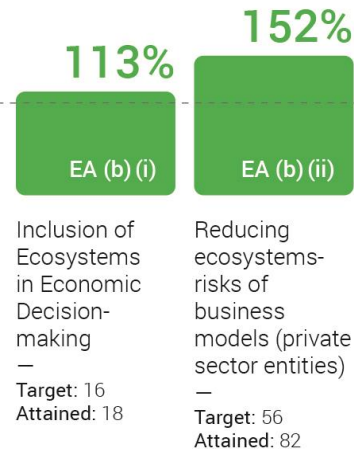 113%
EA (b) (i)
Inclusion of
Ecosystems
in Economic
Decision-
making
—
Target: 16
Attained: 18
152%
EA (b) (ii)
Reducing
ecosystems-
risks of
business
models (private
sector entities)
—
Target: 56
Attained: 82